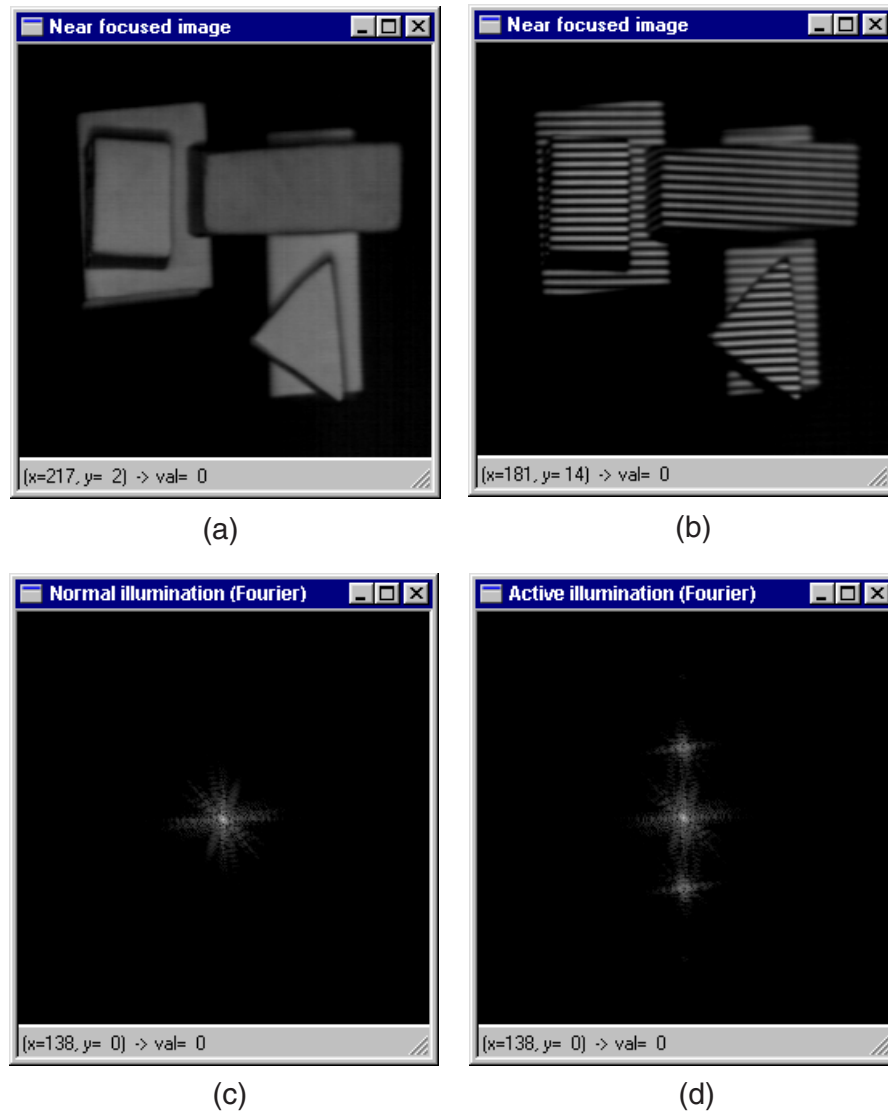 Near focused image
Near focused image
(x=217, y= 2) -> val= 0
(x=181, y= 14) -> val= 0
(a)
(b)
Normal illumination (Fourier)
Active illumination (Fourier)
(x=138, y= 0) -> val= 0
(x=138, y= 0) -> val= 0
(c)
(d)